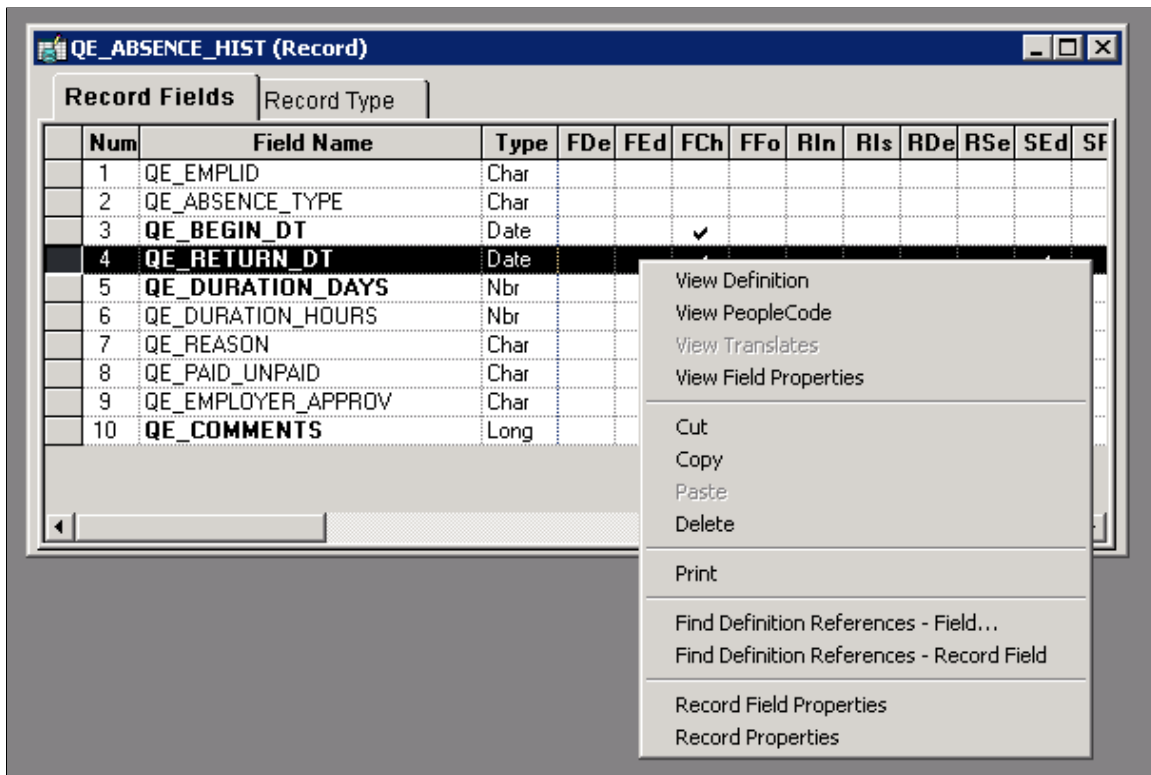 QE_ABSENCE_HIST (Record)
Record Fields Record Type
Num Field Name Type FDe FEd FCh FFo RIn RIs RDe RSe SEd SF
1 QE_EMPLID Char
2 QE_ABSENCE_TYPE Char
3 QE_BEGIN_DT Date
4 QE_RETURN_DT Date
5 QE_DURATION_DAYS Nbr
6 QE_DURATION_HOURS Nbr
7 QE_REASON Char
8 QE_PAID_UNPAID Char
9 QE_EMPLOYER_APPROV Char
10 QE_COMMENTS Long
View Definition
View PeopleCode
View Translates
View Field Properties
Cut
Copy
Paste
Delete
Print
Find Definition References - Field...
Find Definition References - Record Field
Record Field Properties
Record Properties